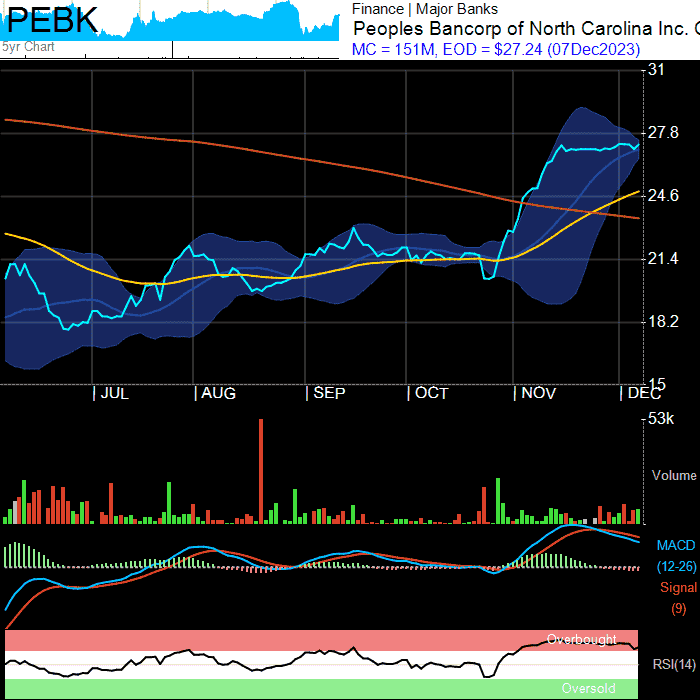 PEBK
5yr Chart
Finance | Major Banks
Peoples Bancorp of North Carolina Inc. C
MC = 151M, EOD = $27.24 (07Dec2023)
31
27.8
24.6
21.4
18.2
15
JUL AUG SEP OCT NOV DEC
53k
Volume
MACD
(12-26)
Signal
(9)
Overbought
RSI(14)
Oversold